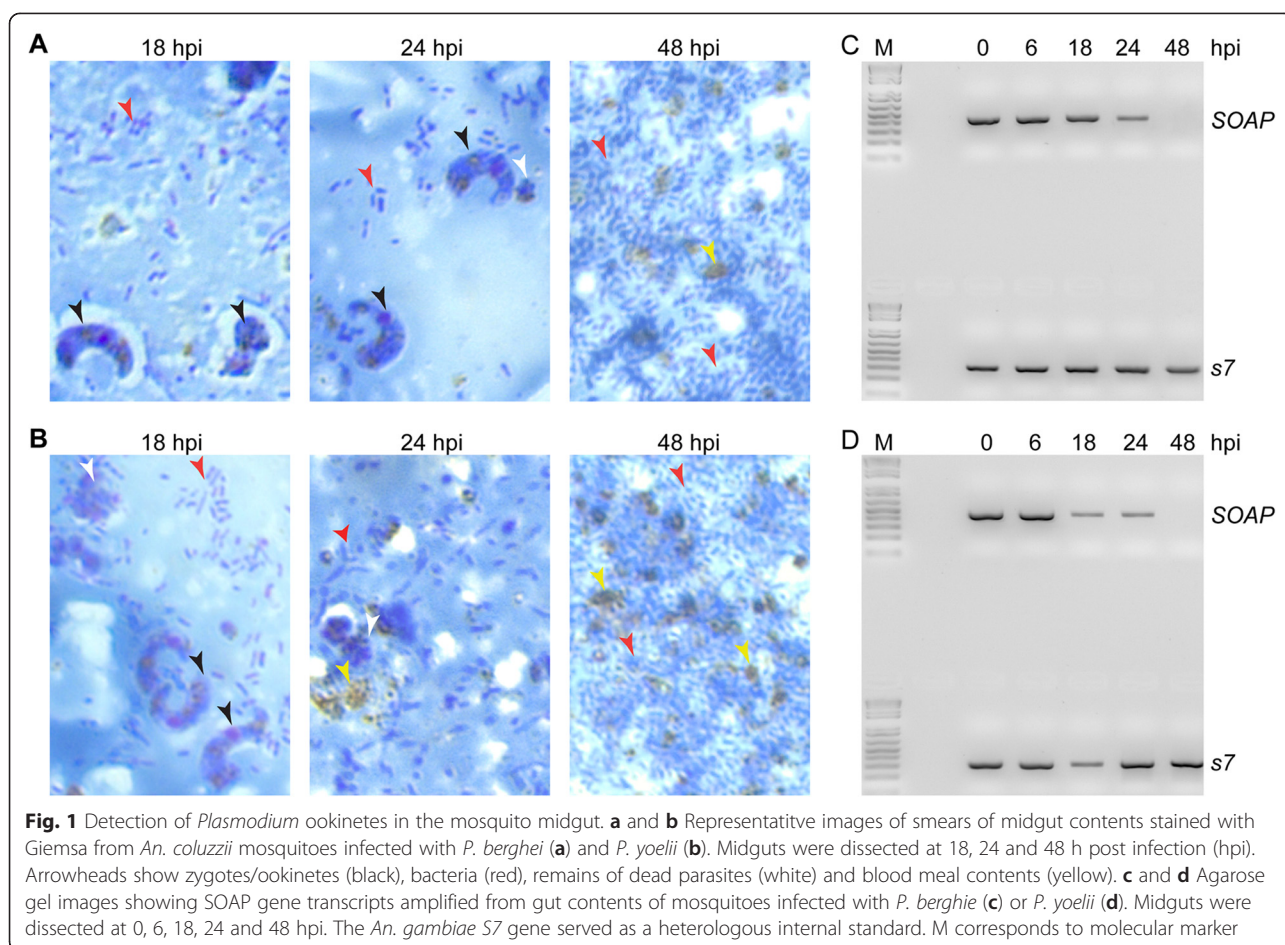 A 18 hpi 24 hpi 48 hpi
C M 0 6 18 24 48 hpi
SOAP
s7
B 18 hpi 24 hpi 48 hpi
D M 0 6 18 24 48 hpi
SOAP
s7
Fig. 1 Detection of Plasmodium ookinetes in the mosquito midgut. a and b Representatitve images of smears of midgut contents stained with
Giemsa from An. coluzzii mosquitoes infected with P. berghei (a) and P. yoelii (b). Midguts were dissected at 18, 24 and 48 h post infection (hpi).
Arrowheads show zygotes/ookinetes (black), bacteria (red), remains of dead parasites (white) and blood meal contents (yellow). c and d Agarose
gel images showing SOAP gene transcripts amplified from gut contents of mosquitoes infected with P. berghie (c) or P. yoelii (d). Midguts were
dissected at 0, 6, 18, 24 and 48 hpi. The An. gambiae S7 gene served as a heterologous internal standard. M corresponds to molecular marker